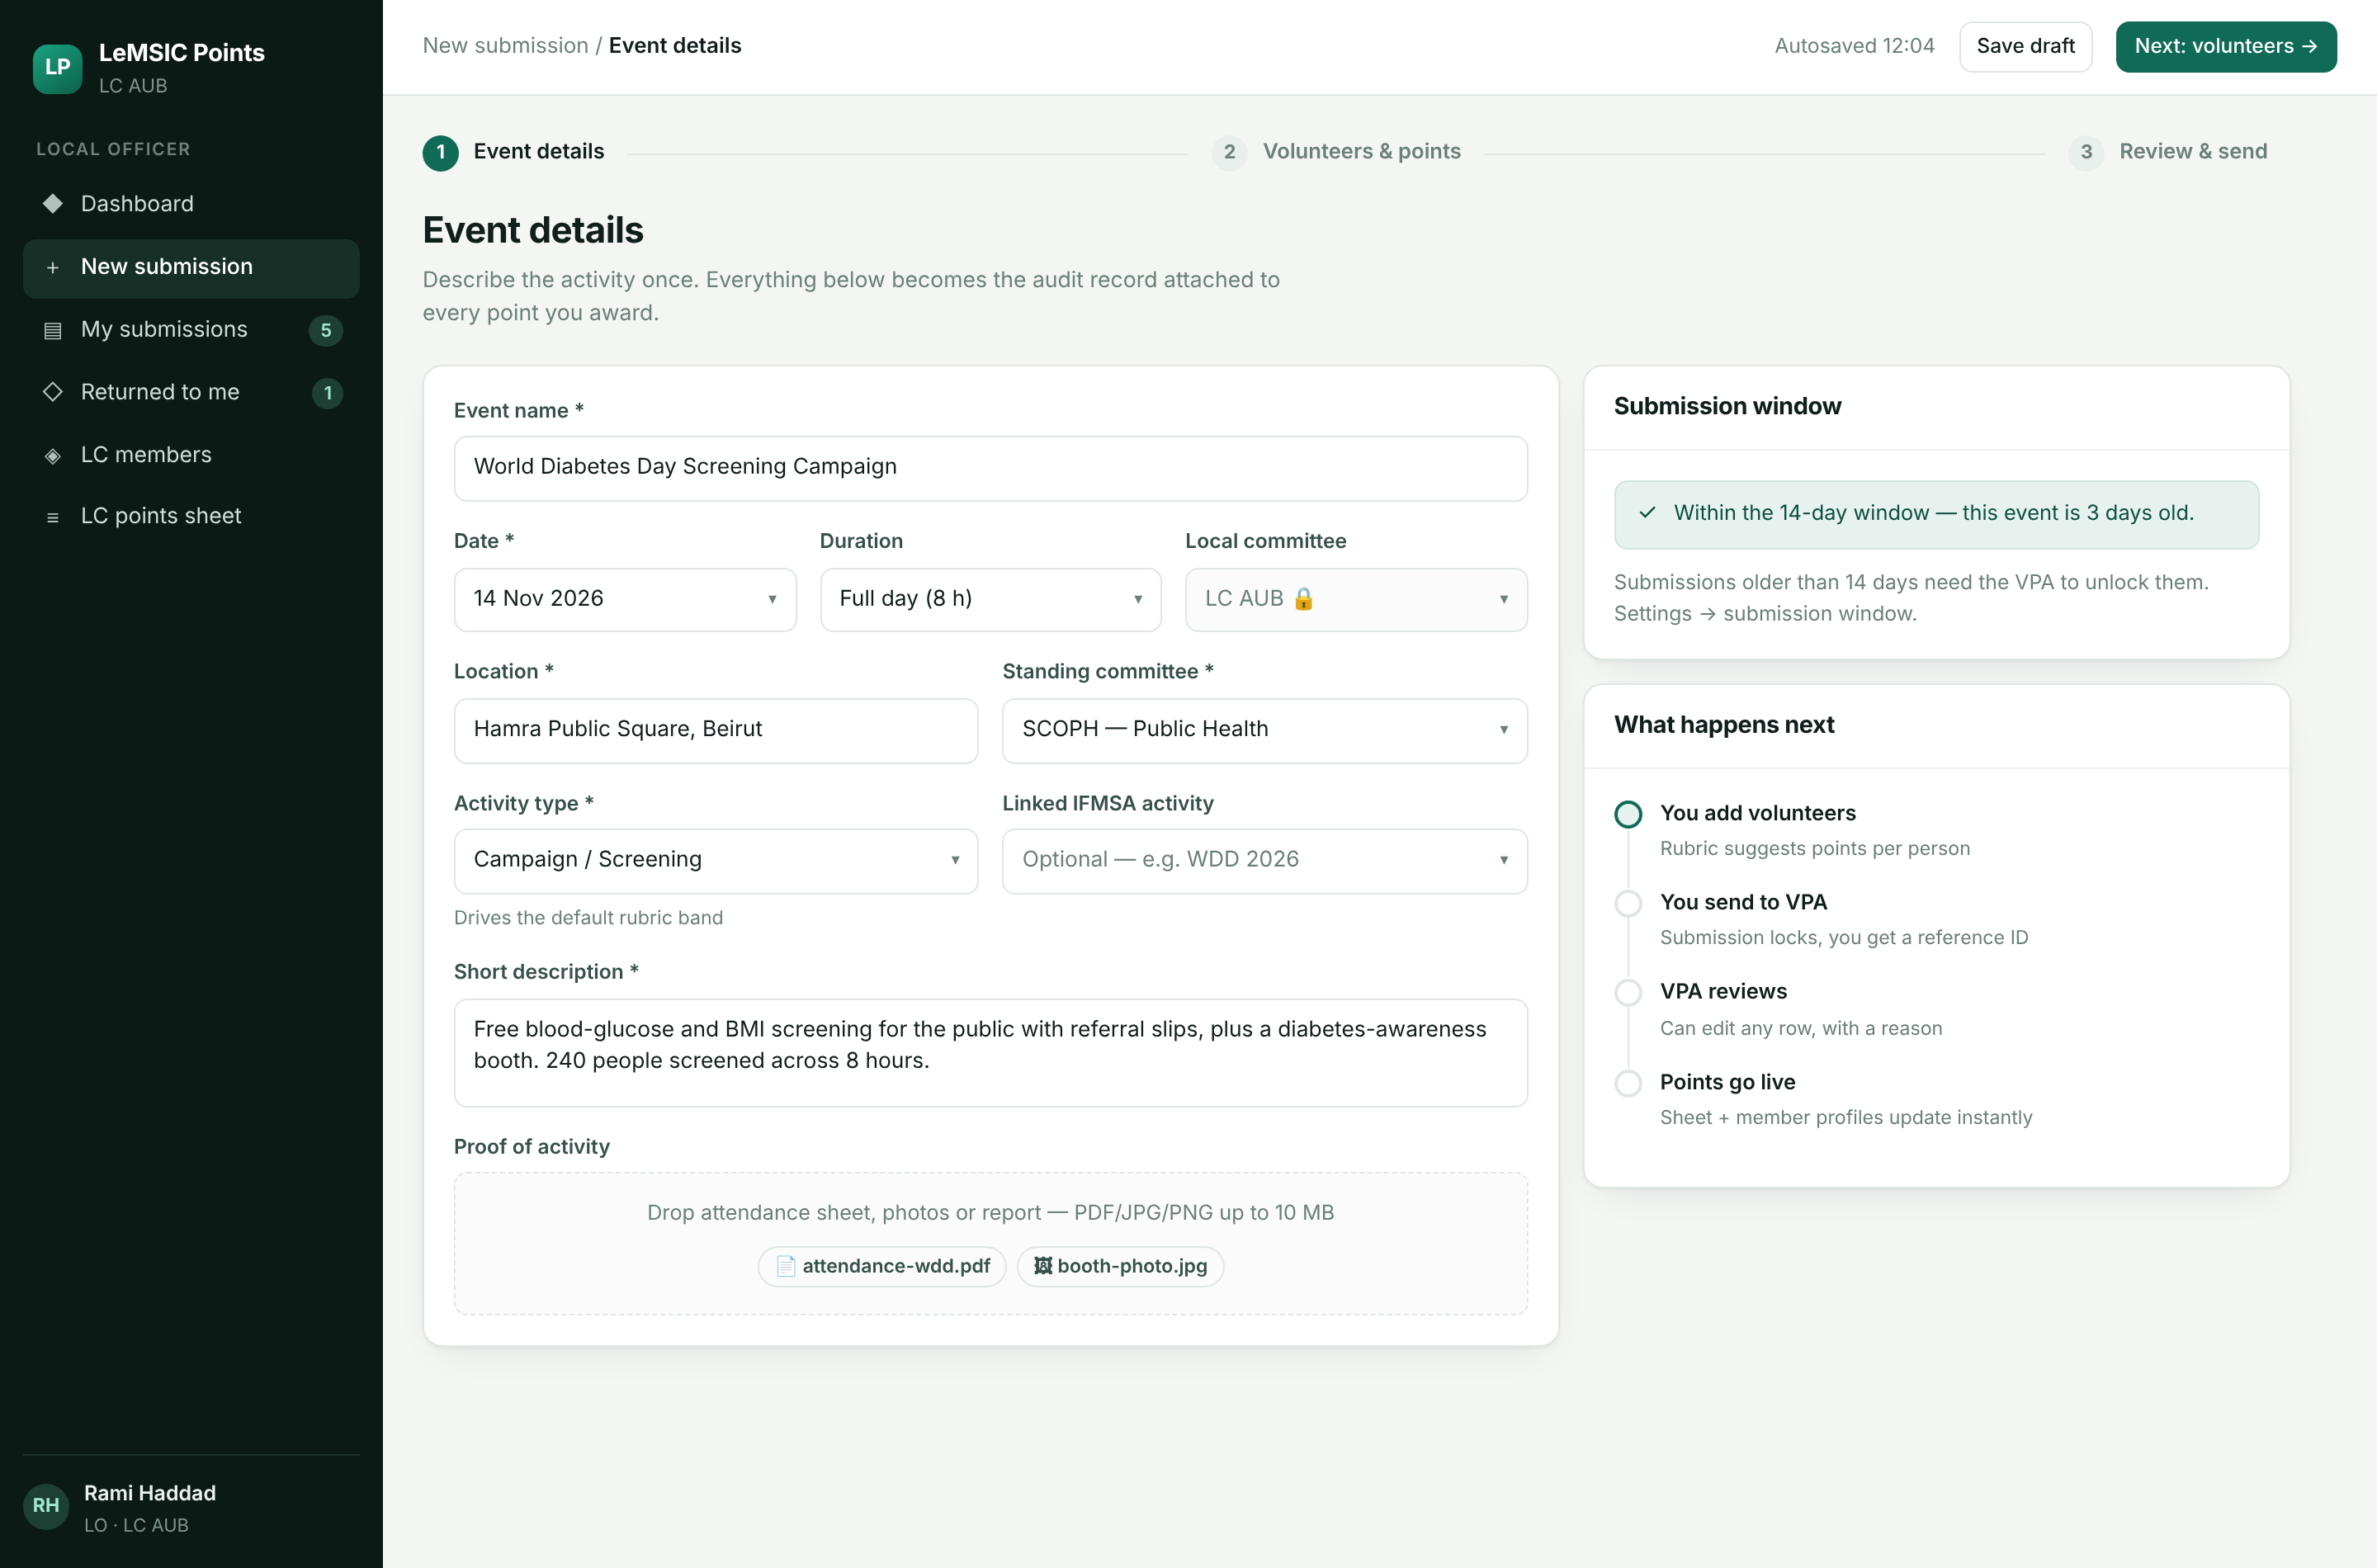 LP
LeMSIC Points
LC AUB
LOCAL OFFICER
Dashboard
New submission
My submissions 5
Returned to me 1
LC members
LC points sheet
RH
Rami Haddad
LO · LC AUB
New submission / Event details
Autosaved 12:04
Save draft
Next: volunteers →
1 Event details
2 Volunteers & points
3 Review & send
Event details
Describe the activity once. Everything below becomes the audit record attached to
every point you award.
Event name *
World Diabetes Day Screening Campaign
Date * Duration Local committee
14 Nov 2026 Full day (8 h) LC AUB 🔒
Location * Standing committee *
Hamra Public Square, Beirut SCOPH — Public Health
Activity type * Linked IFMSA activity
Campaign / Screening Optional — e.g. WDD 2026
Drives the default rubric band
Short description *
Free blood-glucose and BMI screening for the public with referral slips, plus a diabetes-awareness
booth. 240 people screened across 8 hours.
Proof of activity
Drop attendance sheet, photos or report — PDF/JPG/PNG up to 10 MB
📄 attendance-wdd.pdf 🖼 booth-photo.jpg
Submission window
✓ Within the 14-day window — this event is 3 days old.
Submissions older than 14 days need the VPA to unlock them.
Settings → submission window.
What happens next
You add volunteers
Rubric suggests points per person
You send to VPA
Submission locks, you get a reference ID
VPA reviews
Can edit any row, with a reason
Points go live
Sheet + member profiles update instantly